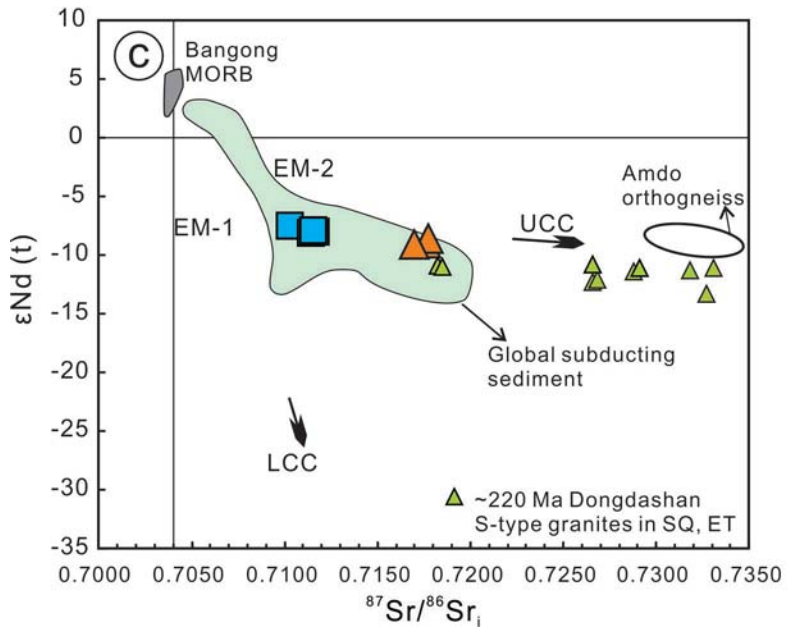 C
Bangong
MORB
EM-2
EM-1
UCC
Amdo
orthogneiss
Global subducting
sediment
LCC
~220 Ma Dongdashan
S-type granites in SQ, ET
εNd (t)
10
5
0
-5
-10
-15
-20
-25
-30
-35
0.7000 0.7050 0.7100 0.7150 0.7200 0.7250 0.7300 0.7350
⁸⁷Sr/⁸⁶Srᵢ